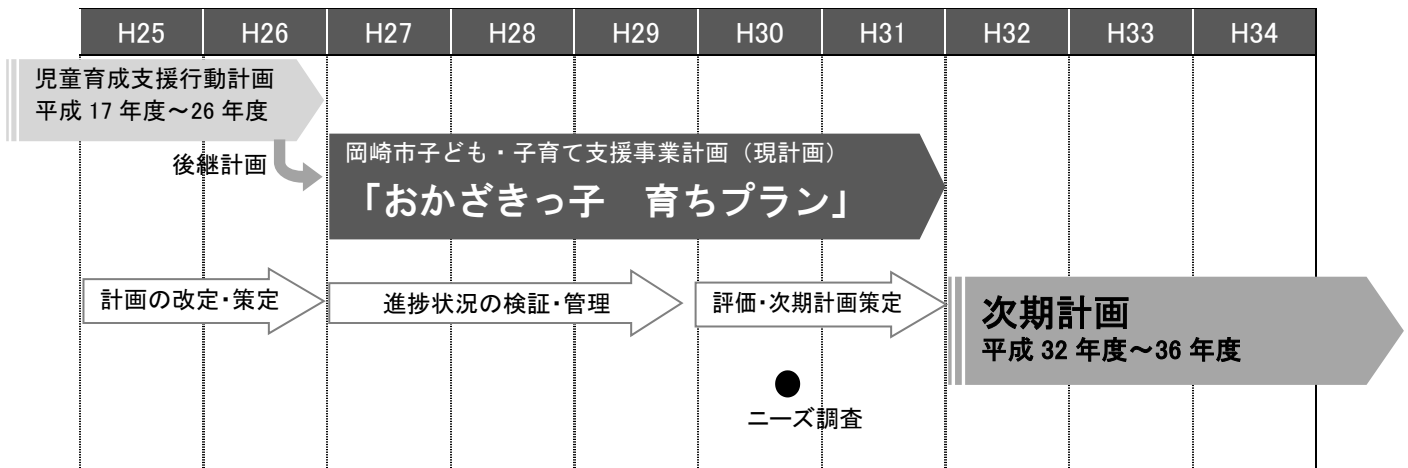 H25 H26 H27 H28 H29 H30 H31 H32 H33 H34
児童育成支援行動計画
平成 17 年度～26 年度
後継計画
岡崎市子ども・子育て支援事業計画（現計画）
「おかざきっ子　育ちプラン」
計画の改定・策定
進捗状況の検証・管理
評価・次期計画策定
次期計画
平成 32 年度～36 年度
ニーズ調査